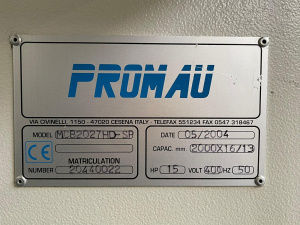 PROMAU
VIA CIVINELLI, 1150 - 47020 CESENA ITALY - TELEFAX 551234 FAX 0547 318467
MODEL MCB2027HD-SP DATE 05/2004
CE CAPAC. mm. 2000X16/13
MATRICULATION
NUMBER 20440022 HP 15 VOLT 400 HZ 50